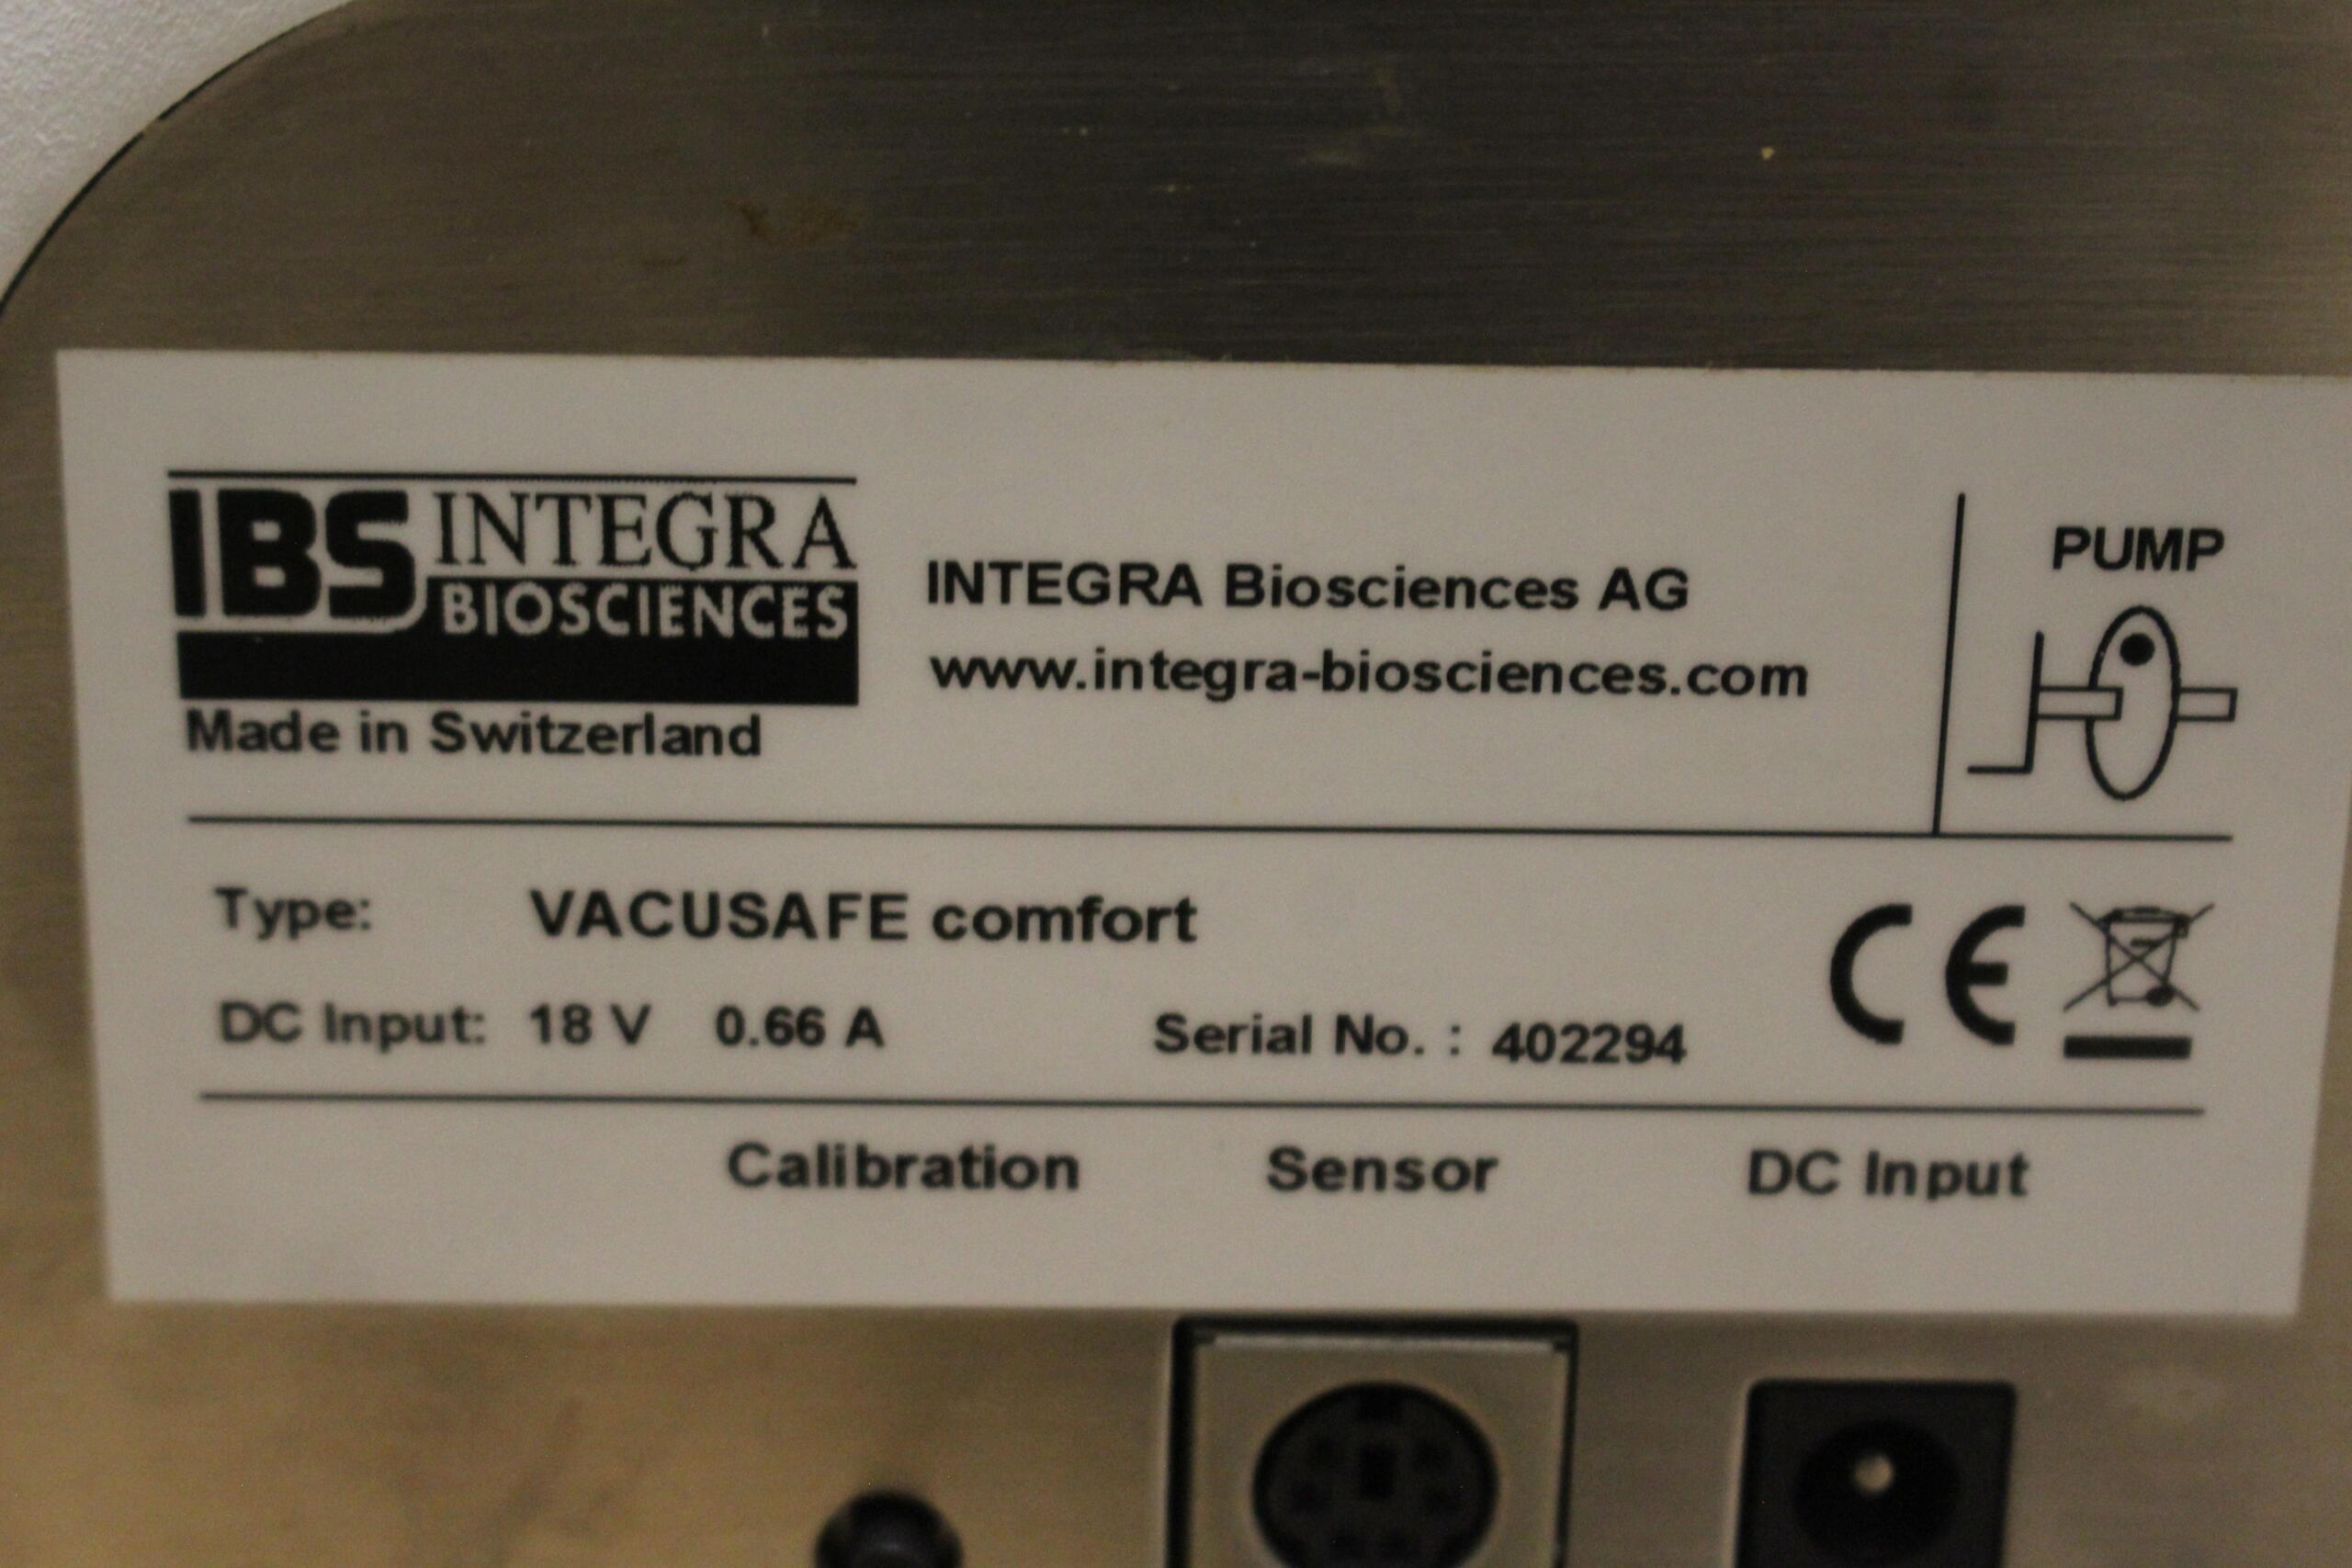 IBS INTEGRA
BIOSCIENCES
Made in Switzerland
INTEGRA Biosciences AG
www.integra-biosciences.com
PUMP
Type: VACUSAFE comfort
DC Input: 18 V 0.66 A Serial No. : 402294
CE
Calibration Sensor DC Input